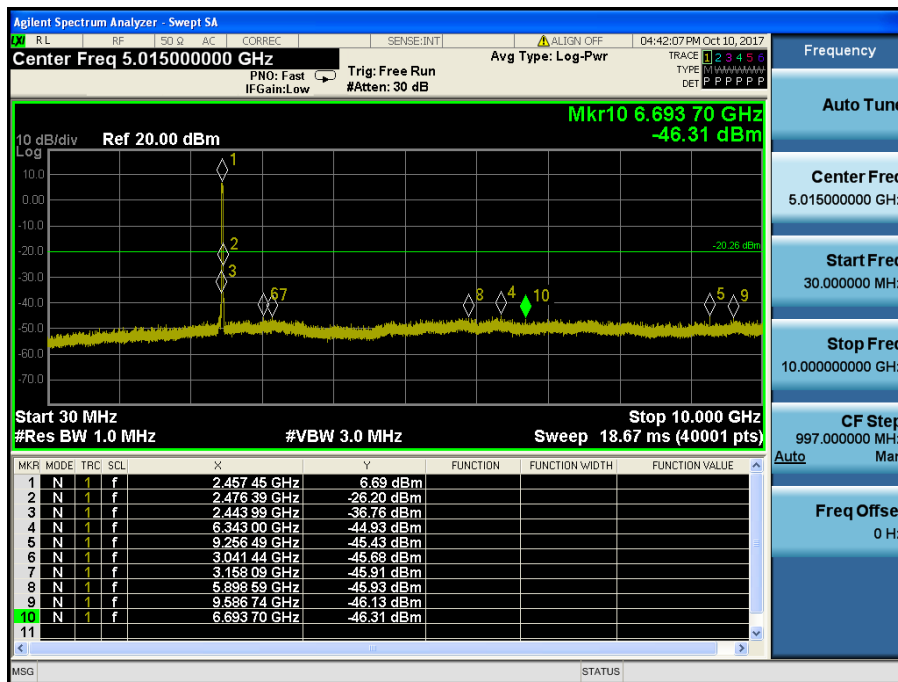 Agilent Spectrum Analyzer - Swept SA
LXI RL RF 50 Ω AC CORREC SENSE:INT ALIGN OFF 04:42:07 PM Oct 10, 2017
Center Freq 5.015000000 GHz
PNO: Fast
IFGain:Low
Trig: Free Run
#Atten: 30 dB
Avg Type: Log-Pwr
TRACE 1 2 3 4 5 6
TYPE M WWWWW
DET P P P P P P
Mkr10 6.693 70 GHz
-46.31 dBm
10 dB/div
Log
Ref 20.00 dBm
10.0
0.00
-10.0
-20.0
-30.0
-40.0
-50.0
-60.0
-70.0
1
2
3
67
8
4
10
5
9
-20.26 dBm
Start 30 MHz
Stop 10.000 GHz
#Res BW 1.0 MHz
#VBW 3.0 MHz
Sweep 18.67 ms (40001 pts)
MKR MODE TRC SCL X Y FUNCTION FUNCTION WIDTH FUNCTION VALUE
1 N 1 f 2.457 45 GHz 6.69 dBm
2 N 1 f 2.476 39 GHz -26.20 dBm
3 N 1 f 2.443 99 GHz -36.76 dBm
4 N 1 f 6.343 00 GHz -44.93 dBm
5 N 1 f 9.256 49 GHz -45.43 dBm
6 N 1 f 3.041 44 GHz -45.68 dBm
7 N 1 f 3.158 09 GHz -45.91 dBm
8 N 1 f 5.898 59 GHz -45.93 dBm
9 N 1 f 9.586 74 GHz -46.13 dBm
10 N 1 f 6.693 70 GHz -46.31 dBm
11
MSG
STATUS
Frequency
Auto Tun
Center Fre
5.015000000 GH
Start Fre
30.000000 MH
Stop Fre
10.000000000 GH
CF Step
997.000000 MH
Auto Mar
Freq Offse
0 H